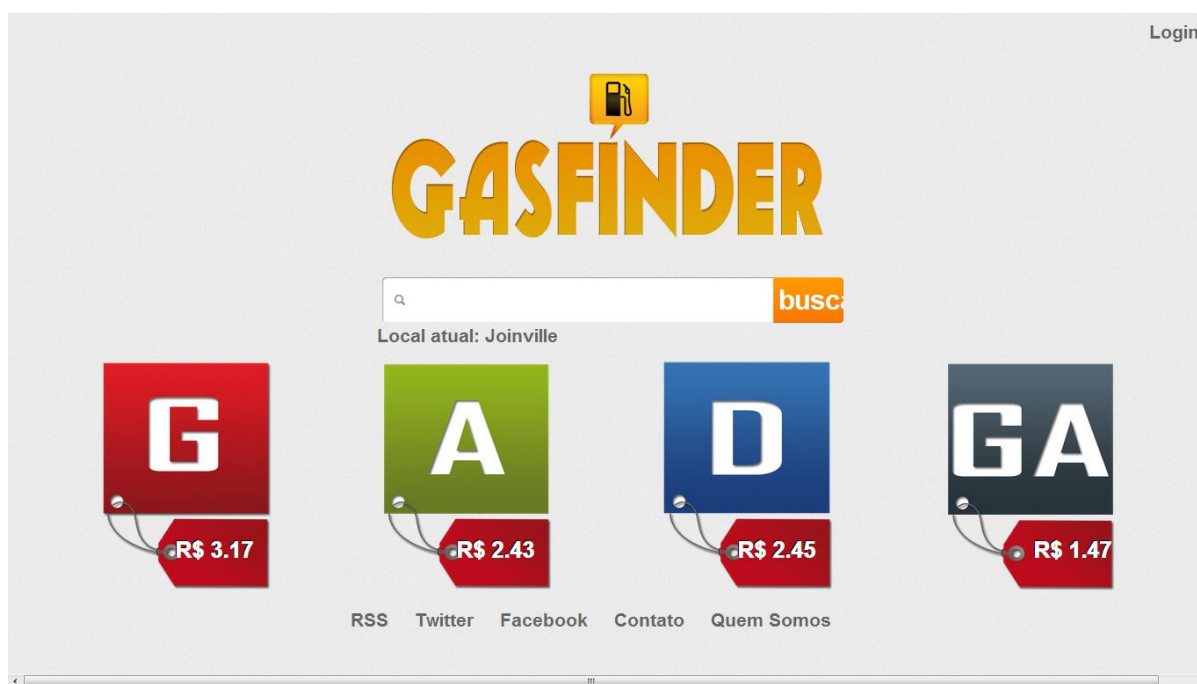 Login
GASFINDER
busca
Local atual: Joinville
G
A
D
GA
R$ 3.17
R$ 2.43
R$ 2.45
R$ 1.47
RSS Twitter Facebook Contato Quem Somos